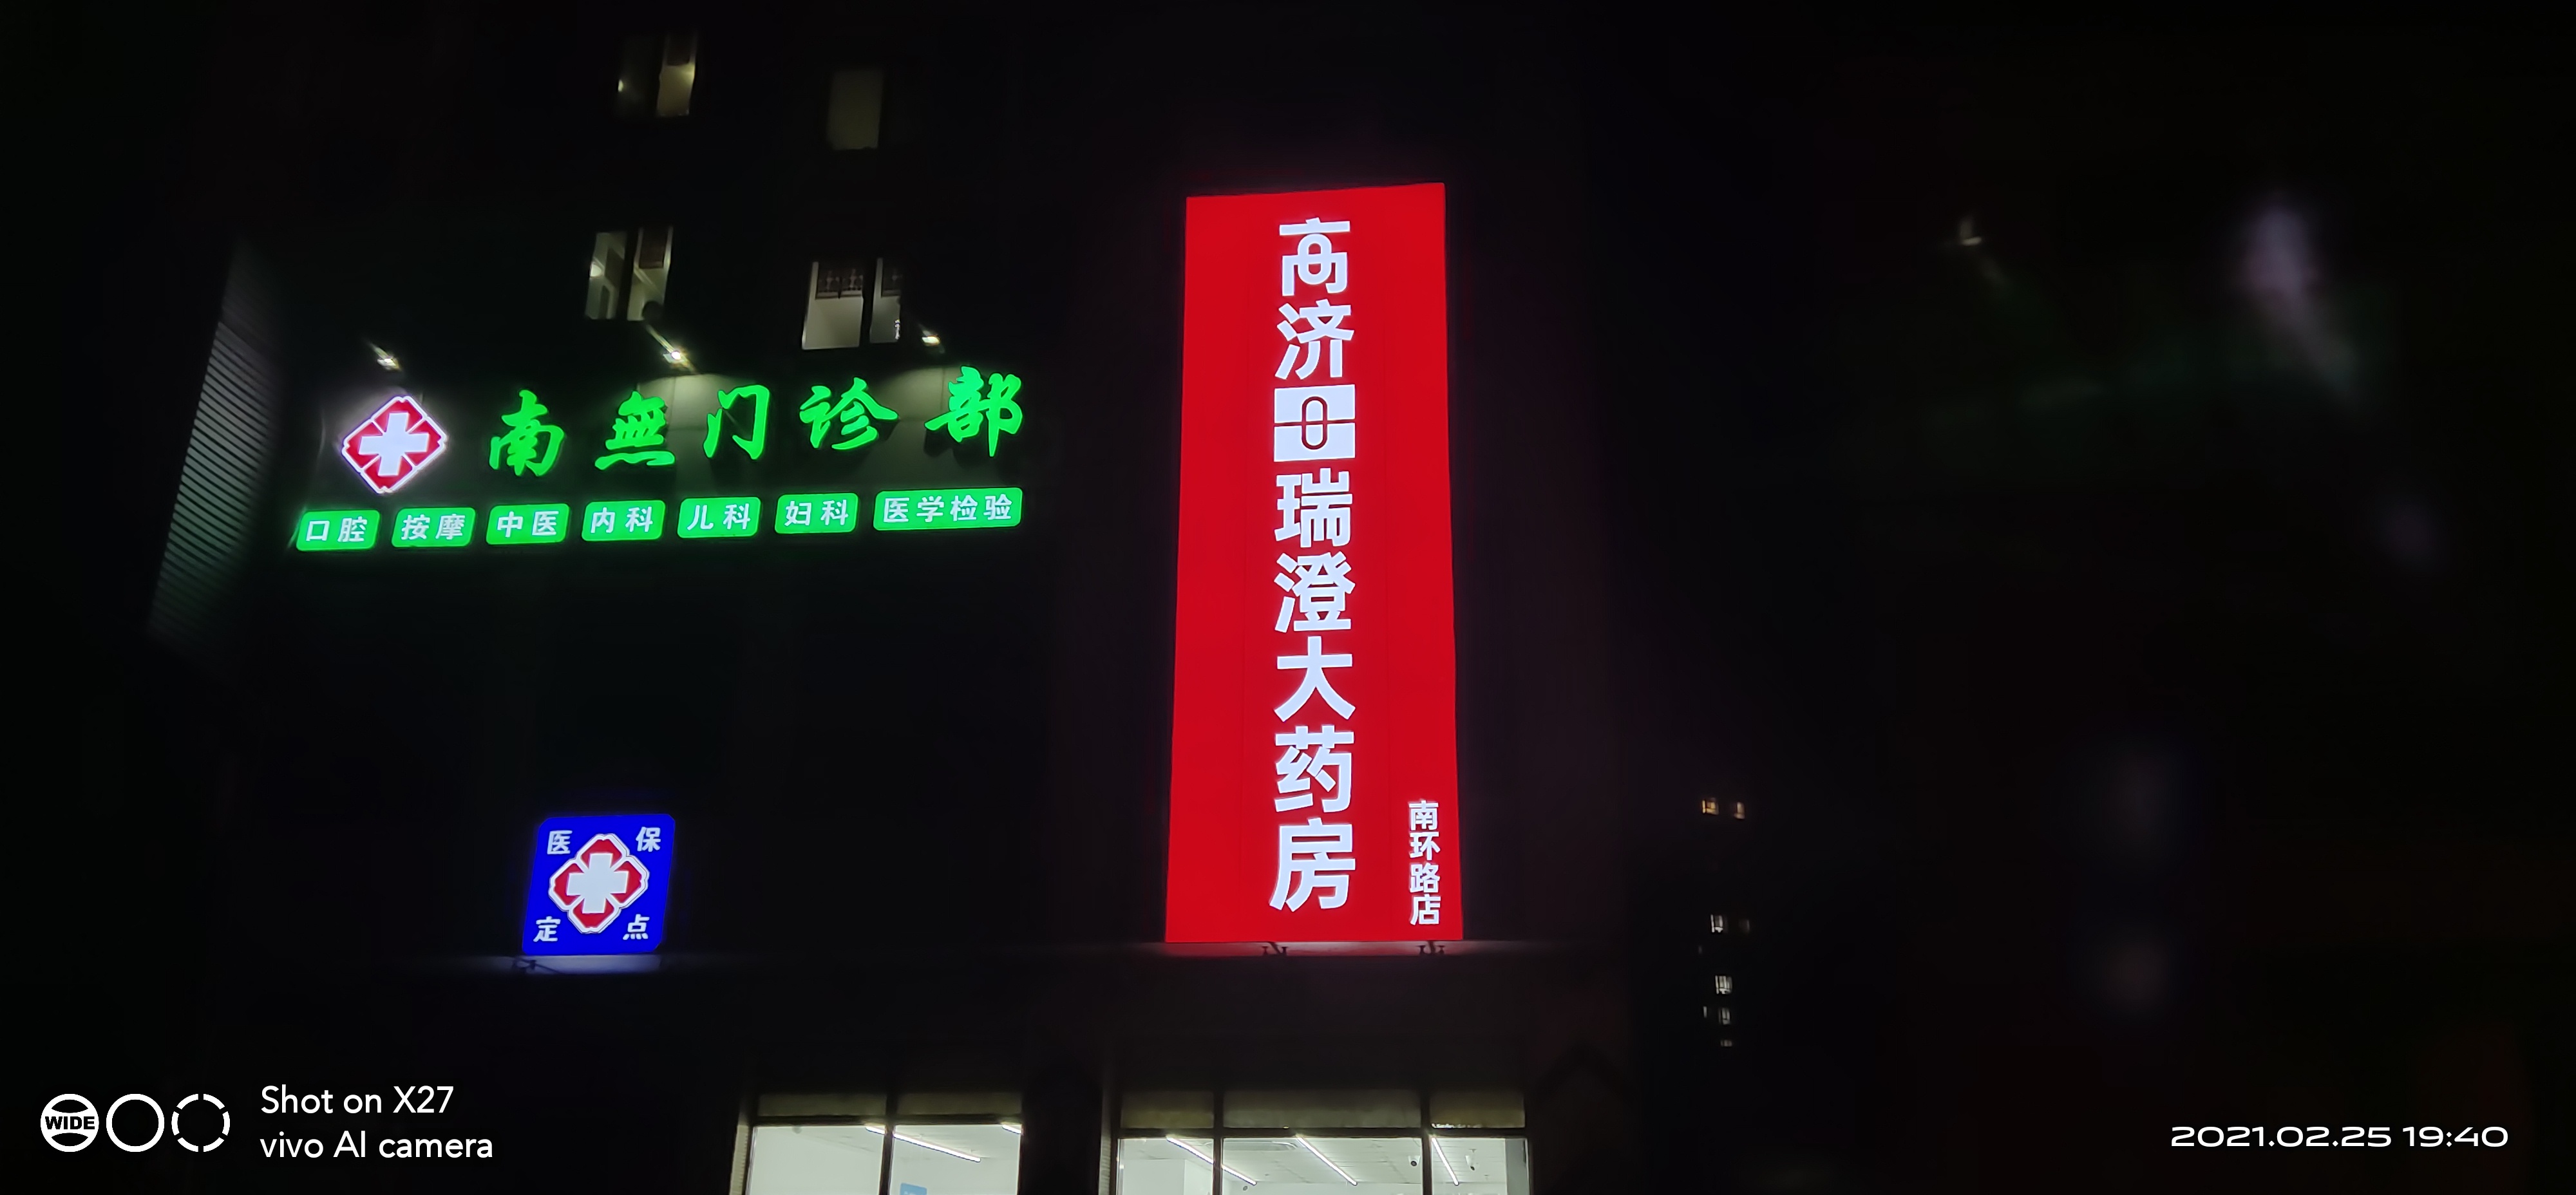 南無门诊部
口腔 按摩 中医 内科 儿科 妇科 医学检验
高济
瑞澄大药房
南环路店
医保
定点
WIDE
Shot on X27
vivo AI camera
2021.02.25 19:40